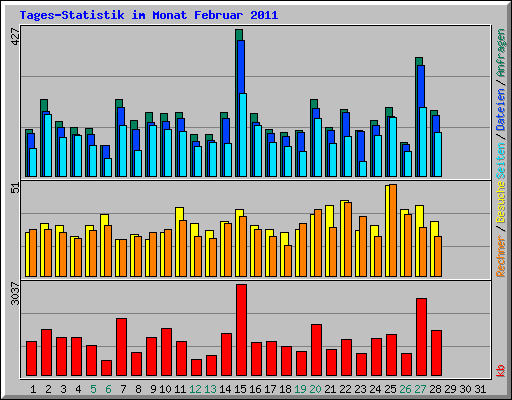 Tages-Statistik im Monat Februar 2011
427
51
3037
Rechner / Besuche Seiten / Dateien / Anfragen
kb
1 2 3 4 5 6 7 8 9 10 11 12 13 14 15 16 17 18 19 20 21 22 23 24 25 26 27 28 29 30 31